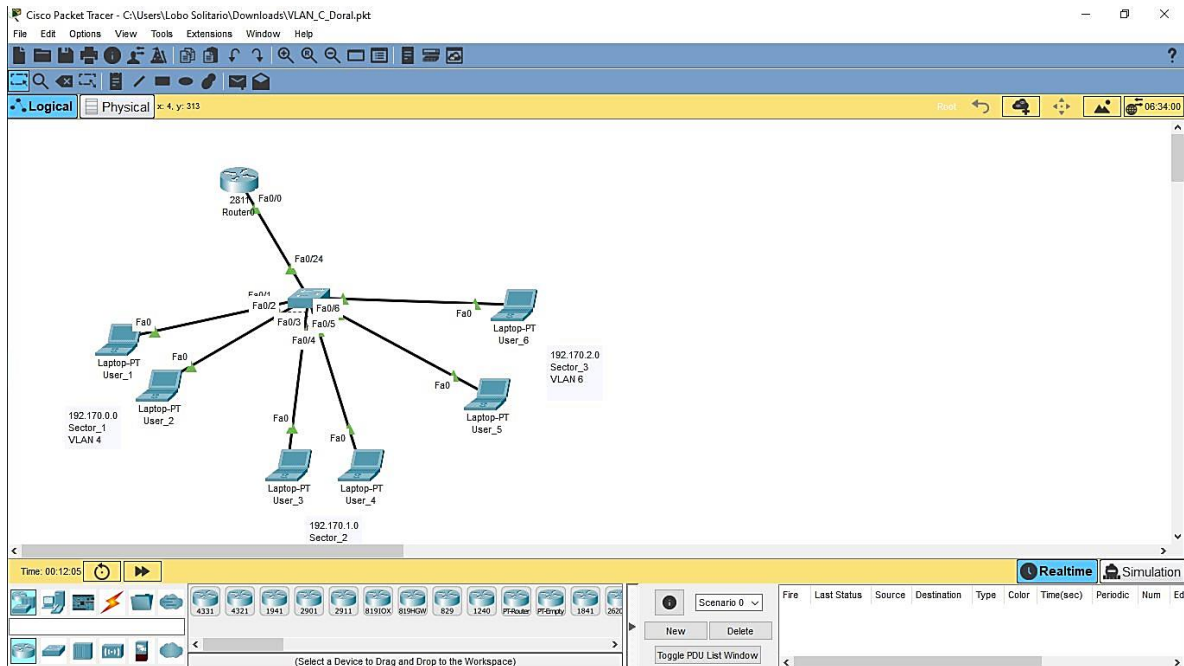 Cisco Packet Tracer - C:\Users\Lobo Solitario\Downloads\VLAN_C_Doral.pkt
File Edit Options View Tools Extensions Window Help
?
Logical Physical x: 4, y: 313
Root 06:34:00
2811
Router0
Fa0/0
Fa0/24
Fa0/1
Fa0/2
Fa0/3
Fa0/4
Fa0/5
Fa0/6
Fa0
Laptop-PT
User_1
Fa0
Laptop-PT
User_2
192.170.0.0
Sector_1
VLAN 4
Fa0
Laptop-PT
User_3
Fa0
Laptop-PT
User_4
192.170.1.0
Sector_2
Fa0
Laptop-PT
User_5
Fa0
Laptop-PT
User_6
192.170.2.0
Sector_3
VLAN 6
Time: 00:12:05
Realtime Simulation
4331 4321 1941 2901 2911 819IOX 819HGW 829 1240 PT-Router PT-Empty 1841 262
(Select a Device to Drag and Drop to the Workspace)
Scenario 0
New Delete
Toggle PDU List Window
Fire Last Status Source Destination Type Color Time(sec) Periodic Num Ed